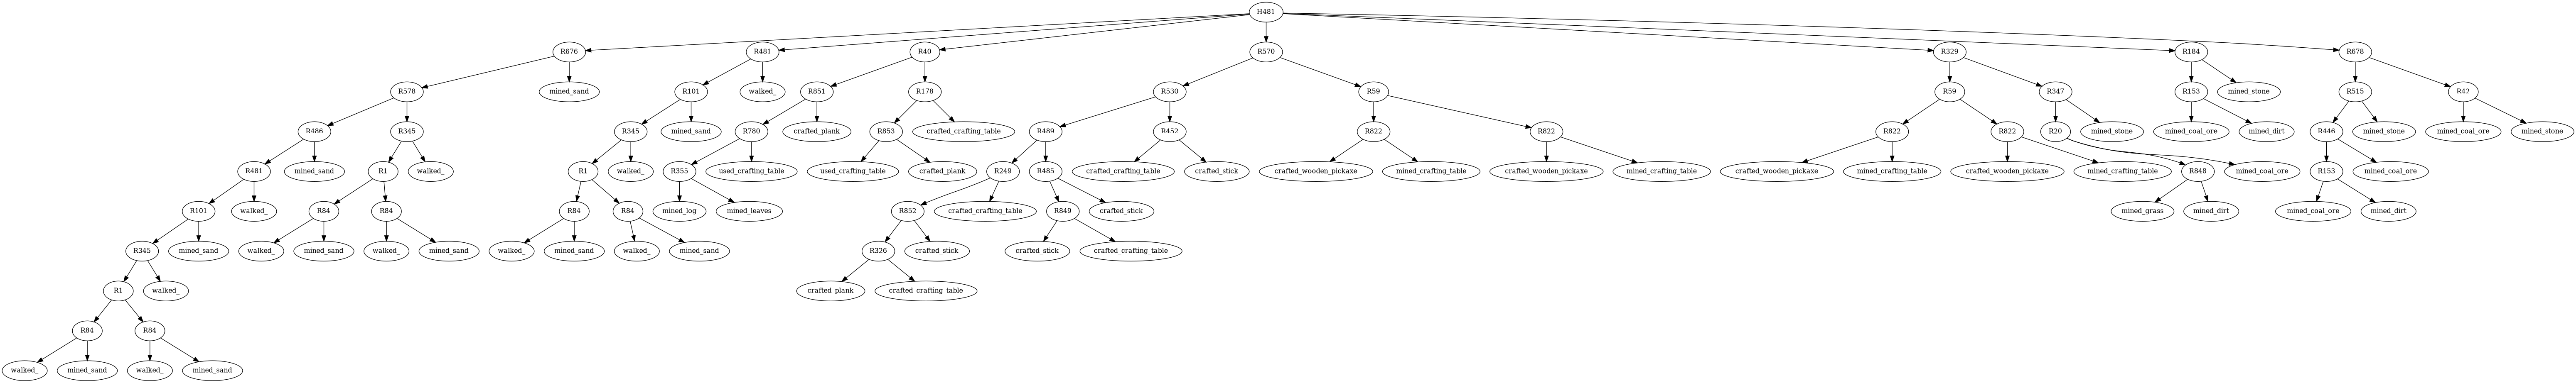 H481
R676 R481 R40 R570 R329 R184 R678
R578 mined_sand R101 walked_ R851 R178 R530 R59 R59 R347 R153 mined_stone R515 R42
R486 R345 R345 mined_sand R780 crafted_plank R853 crafted_crafting_table R489 R452 R822 R822 R822 R822 R20 mined_stone mined_coal_ore mined_dirt R446 mined_stone mined_coal_ore mined_stone
R481 mined_sand R1 walked_ R1 walked_ R355 used_crafting_table used_crafting_table crafted_plank R249 R485 crafted_crafting_table crafted_stick crafted_wooden_pickaxe mined_crafting_table crafted_wooden_pickaxe mined_crafting_table crafted_wooden_pickaxe mined_crafting_table crafted_wooden_pickaxe mined_crafting_table R848 mined_coal_ore R153 mined_coal_ore
R101 walked_ R84 R84 R84 R84 mined_log mined_leaves R852 crafted_crafting_table R849 crafted_stick mined_grass mined_dirt mined_coal_ore mined_dirt
R345 mined_sand walked_ mined_sand walked_ mined_sand walked_ mined_sand walked_ mined_sand R326 crafted_stick crafted_stick crafted_crafting_table
R1 walked_ crafted_plank crafted_crafting_table
R84 R84
walked_ mined_sand walked_ mined_sand